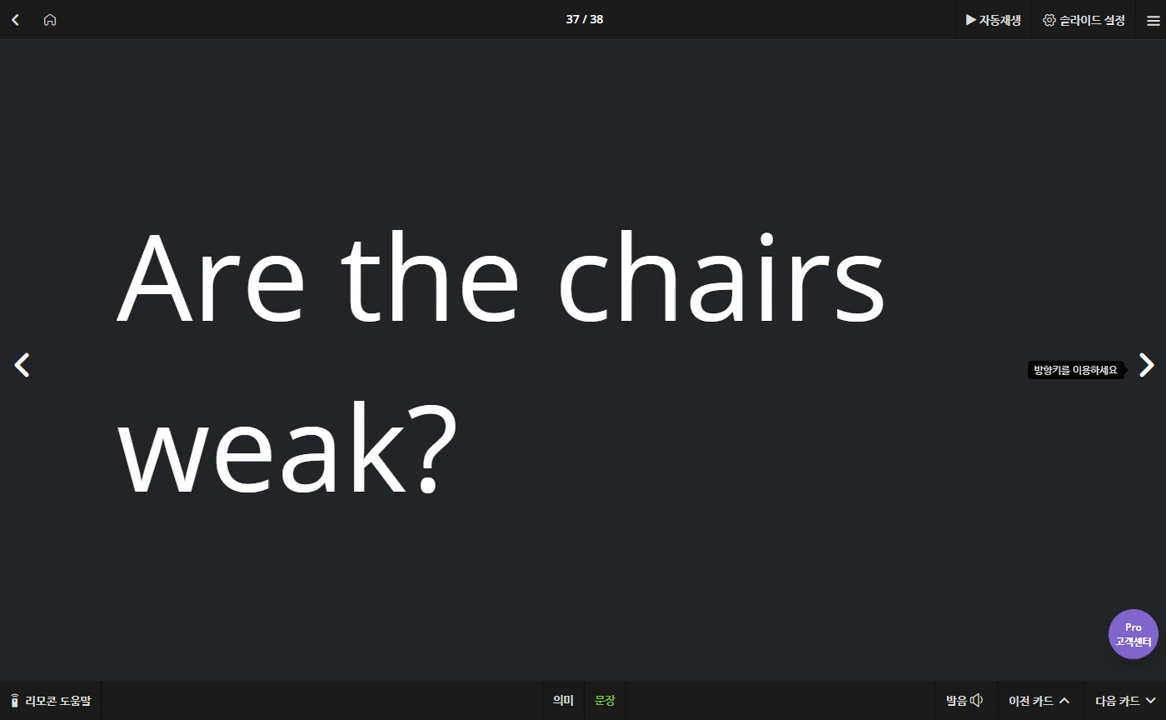 37 / 38
자동재생
슬라이드 설정
Are the chairs
weak?
방향키를 이용하세요
Pro
고객센터
리모콘 도움말
의미
문장
발음
이전 카드
다음 카드